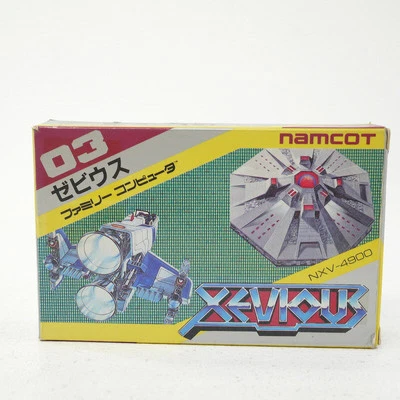 03
namcot
ゼビウス
ファミリー コンピュータ
NXV-4900
XEVIOUS